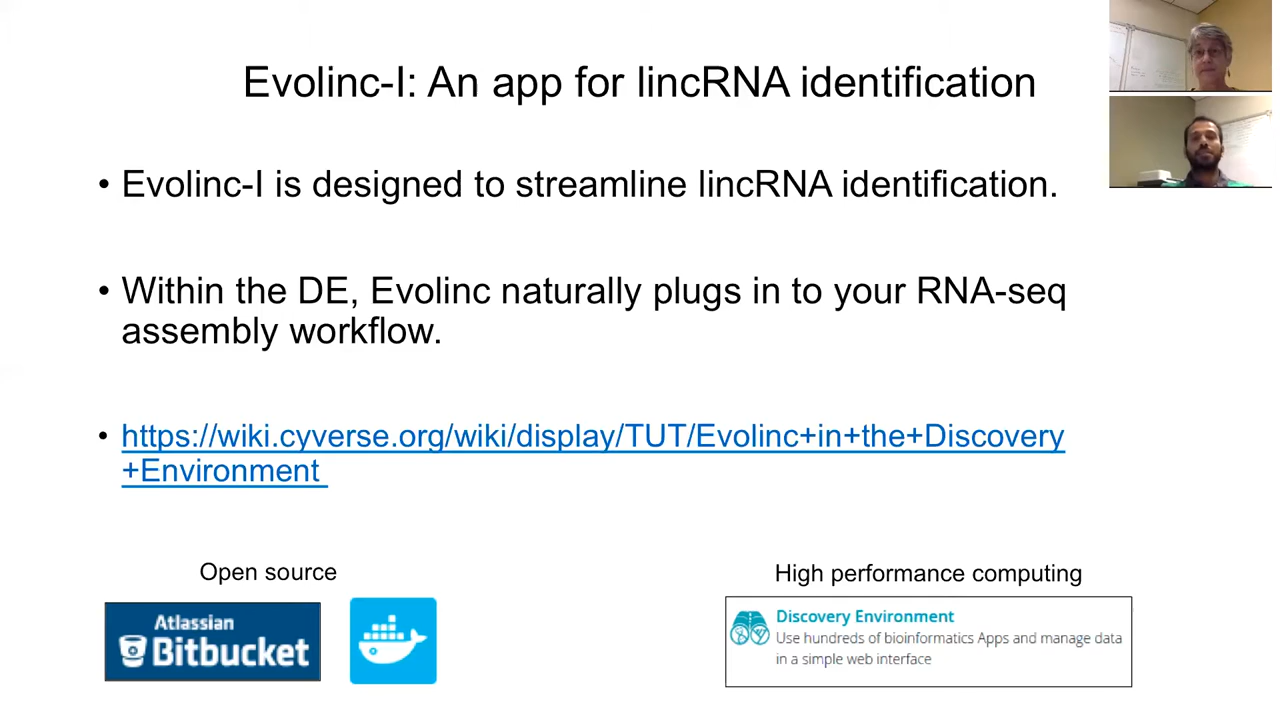 Evolinc-I: An app for lincRNA identification
• Evolinc-I is designed to streamline lincRNA identification.
• Within the DE, Evolinc naturally plugs in to your RNA-seq
assembly workflow.
• https://wiki.cyverse.org/wiki/display/TUT/Evolinc+in+the+Discovery
+Environment
Open source
High performance computing
Atlassian
Bitbucket
Discovery Environment
Use hundreds of bioinformatics Apps and manage data
in a simple web interface